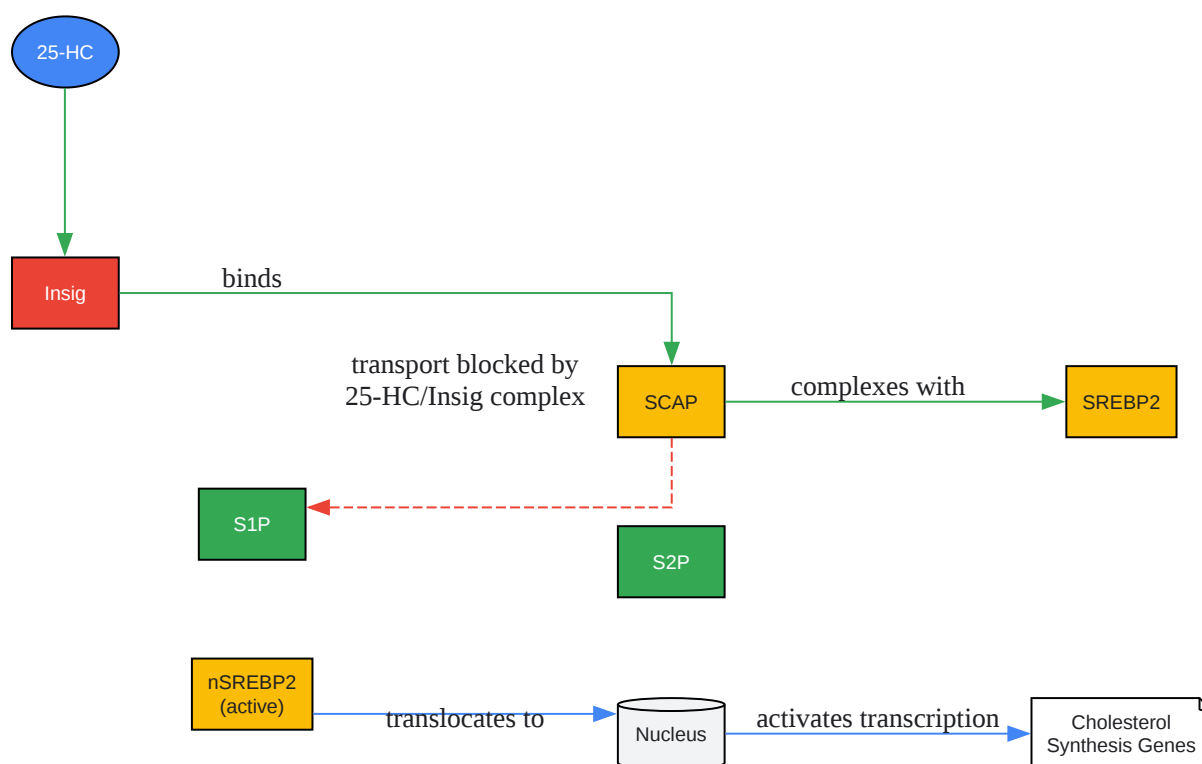 25-HC
Insig
binds
transport blocked by
25-HC/Insig complex
SCAP
complexes with
SREBP2
S1P
S2P
nSREBP2
(active)
translocates to
Nucleus
activates transcription
Cholesterol
Synthesis Genes